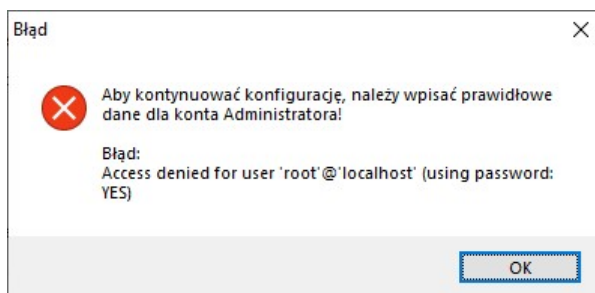 Błąd
Aby kontynuować konfigurację, należy wpisać prawidłowe
dane dla konta Administratora!
Błąd:
Access denied for user 'root'@'localhost' (using password:
YES)
OK